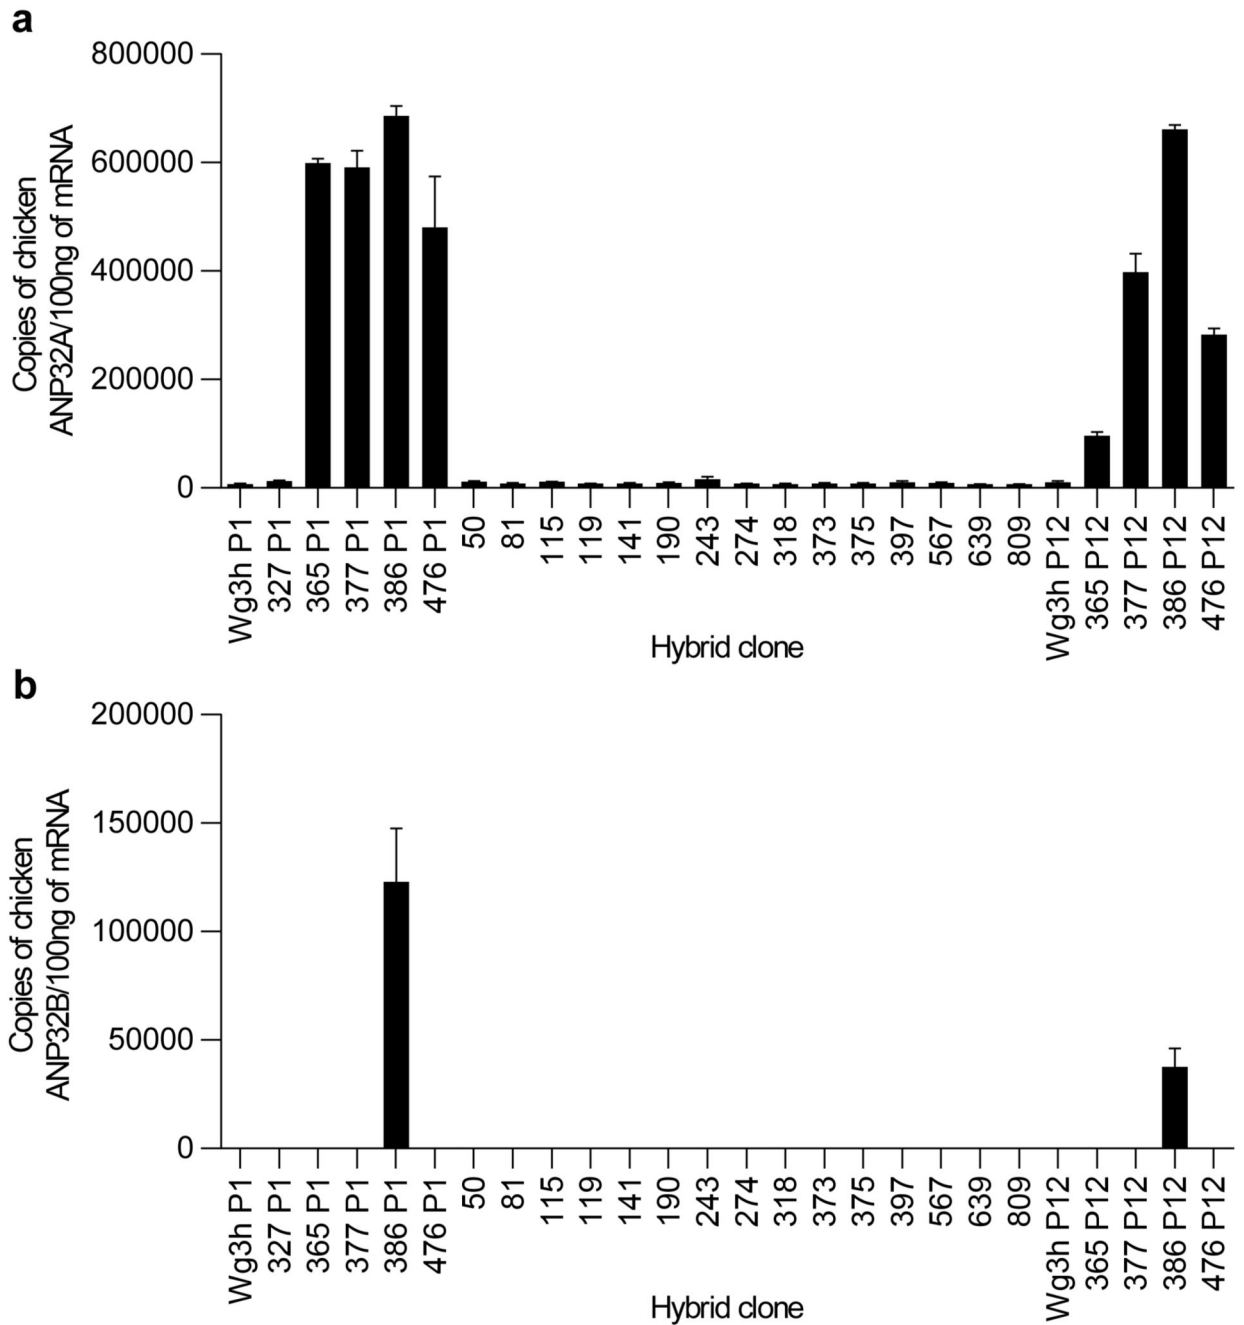 a
Copies of chicken
ANP32A/100ng of mRNA
800000
600000
400000
200000
0
Wg3h P1
327 P1
365 P1
377 P1
386 P1
476 P1
50
81
115
119
141
190
243
274
318
373
375
397
567
639
809
Wg3h P12
365 P12
377 P12
386 P12
476 P12
Hybrid clone
b
Copies of chicken
ANP32B/100ng of mRNA
200000
150000
100000
50000
0
Wg3h P1
327 P1
365 P1
377 P1
386 P1
476 P1
50
81
115
119
141
190
243
274
318
373
375
397
567
639
809
Wg3h P12
365 P12
377 P12
386 P12
476 P12
Hybrid clone